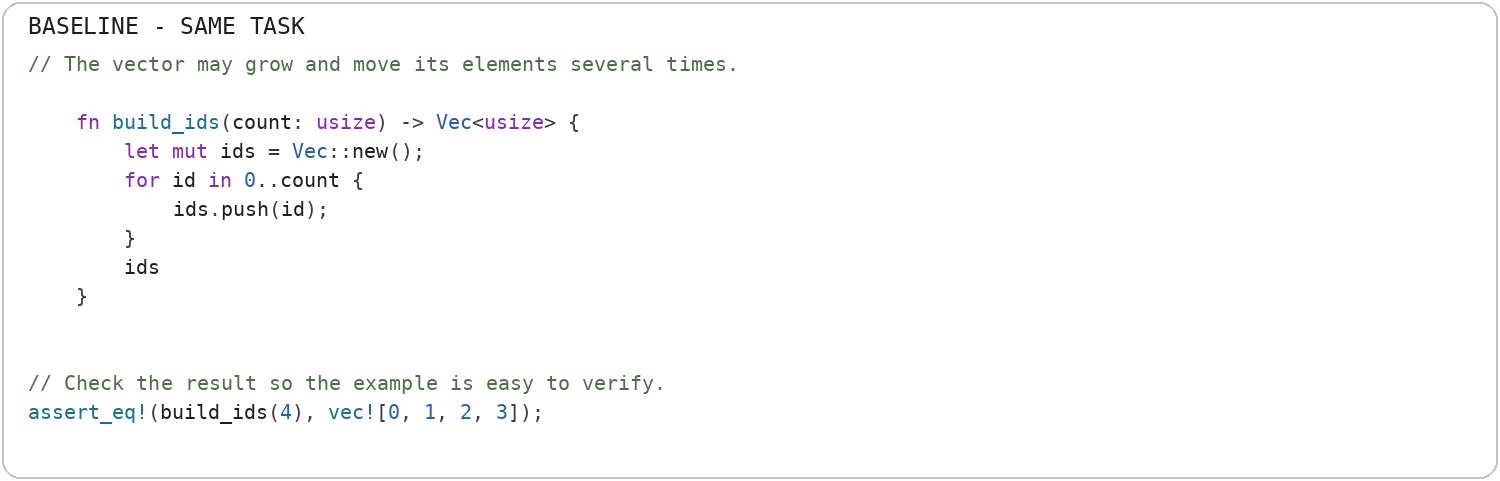 BASELINE - SAME TASK
// The vector may grow and move its elements several times.
fn build_ids(count: usize) -> Vec<usize> {
    let mut ids = Vec::new();
    for id in 0..count {
        ids.push(id);
    }
    ids
}
// Check the result so the example is easy to verify.
assert_eq!(build_ids(4), vec![0, 1, 2, 3]);